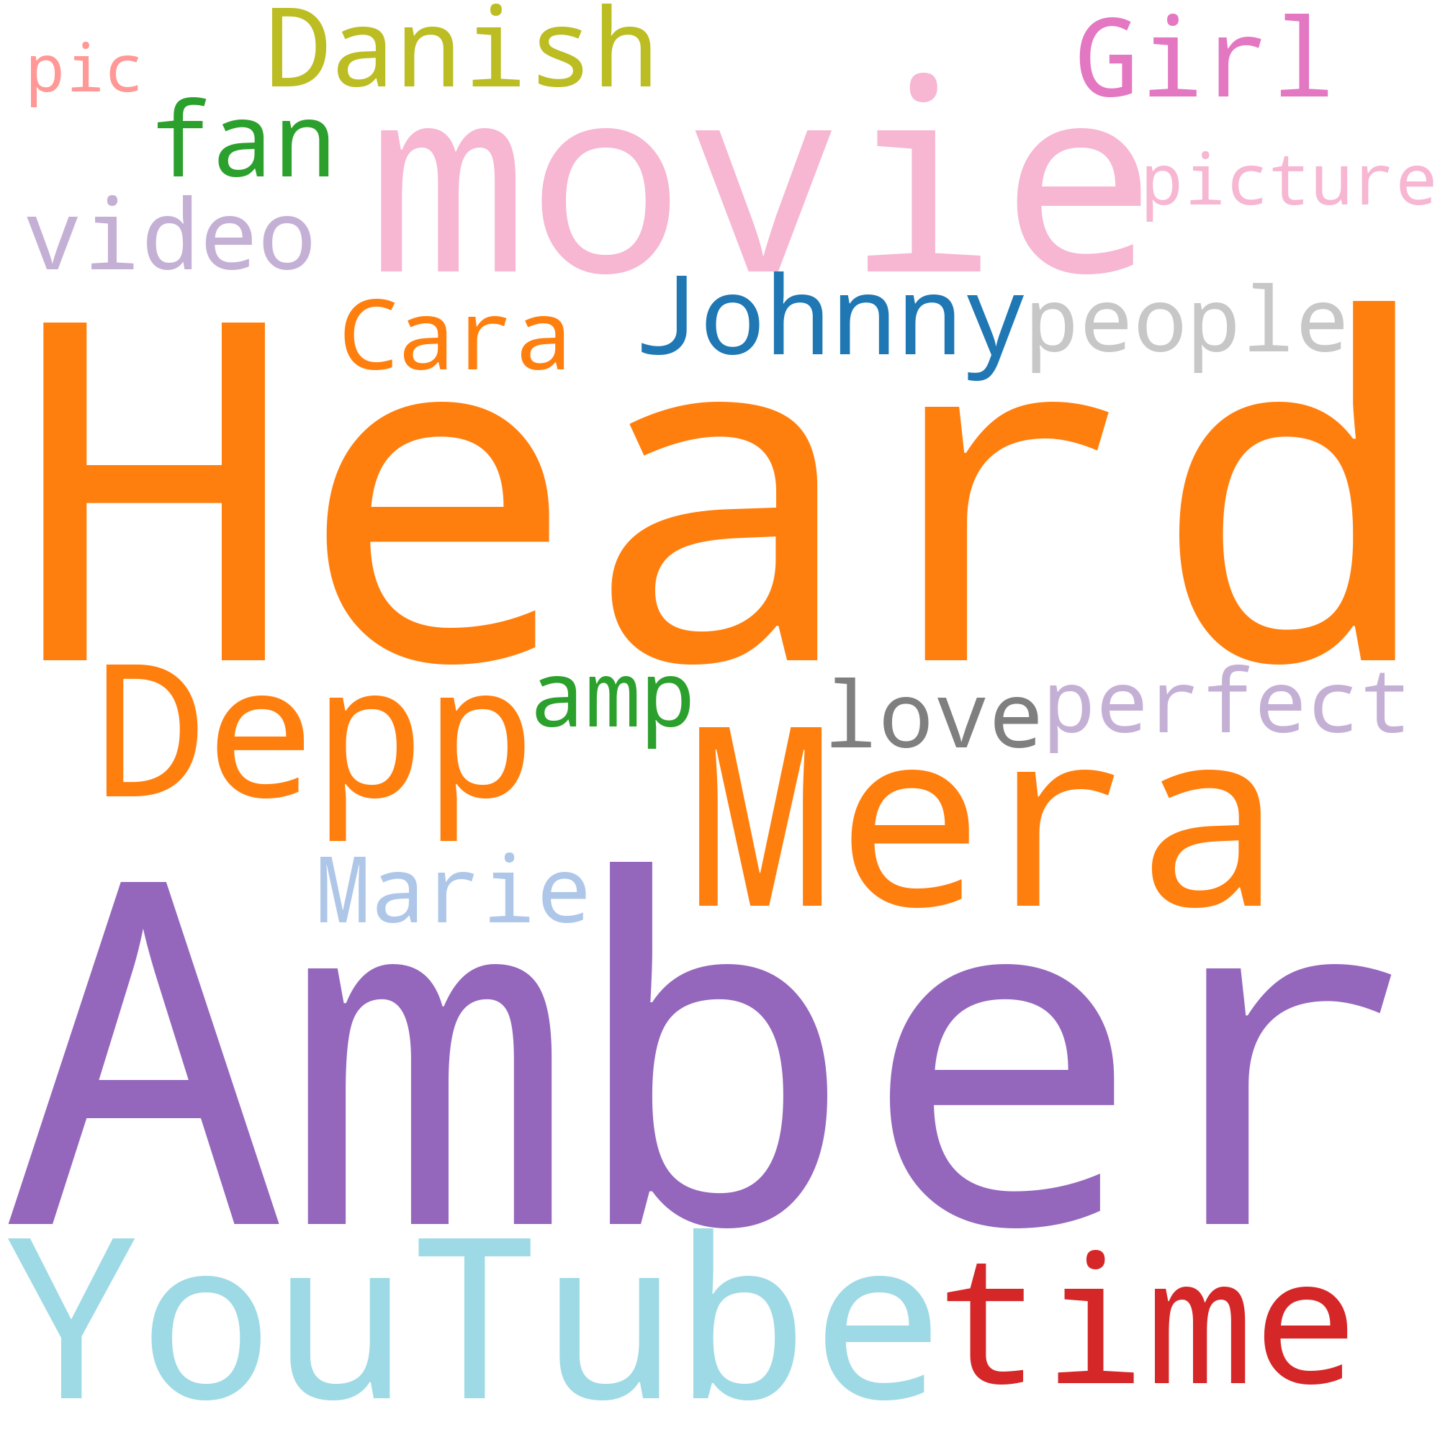 Danish Girl
pic
fan movie picture
video
Cara Johnny people
Heard
Depp amp love perfect
Mera
Marie
Amber
YouTube time